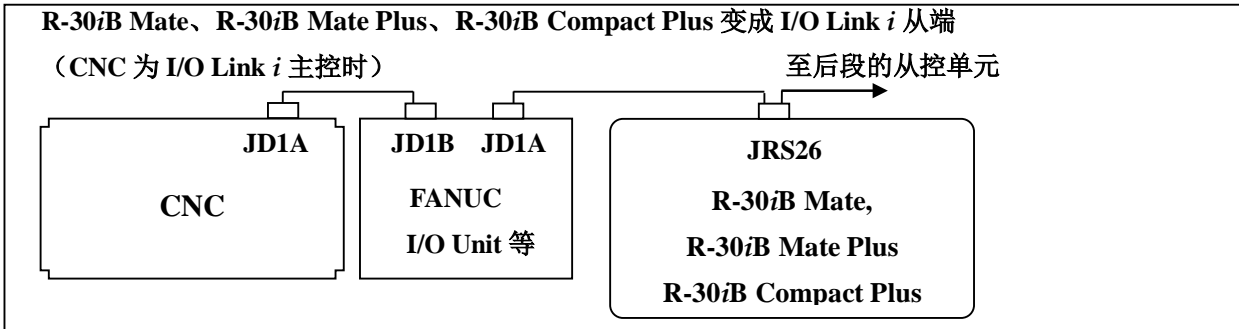 R-30iB Mate、R-30iB Mate Plus、R-30iB Compact Plus 变成 I/O Link i 从端
（CNC 为 I/O Link i 主控时）
至后段的从控单元
JD1A
JD1B JD1A
JRS26
CNC
FANUC
I/O Unit 等
R-30iB Mate,
R-30iB Mate Plus
R-30iB Compact Plus